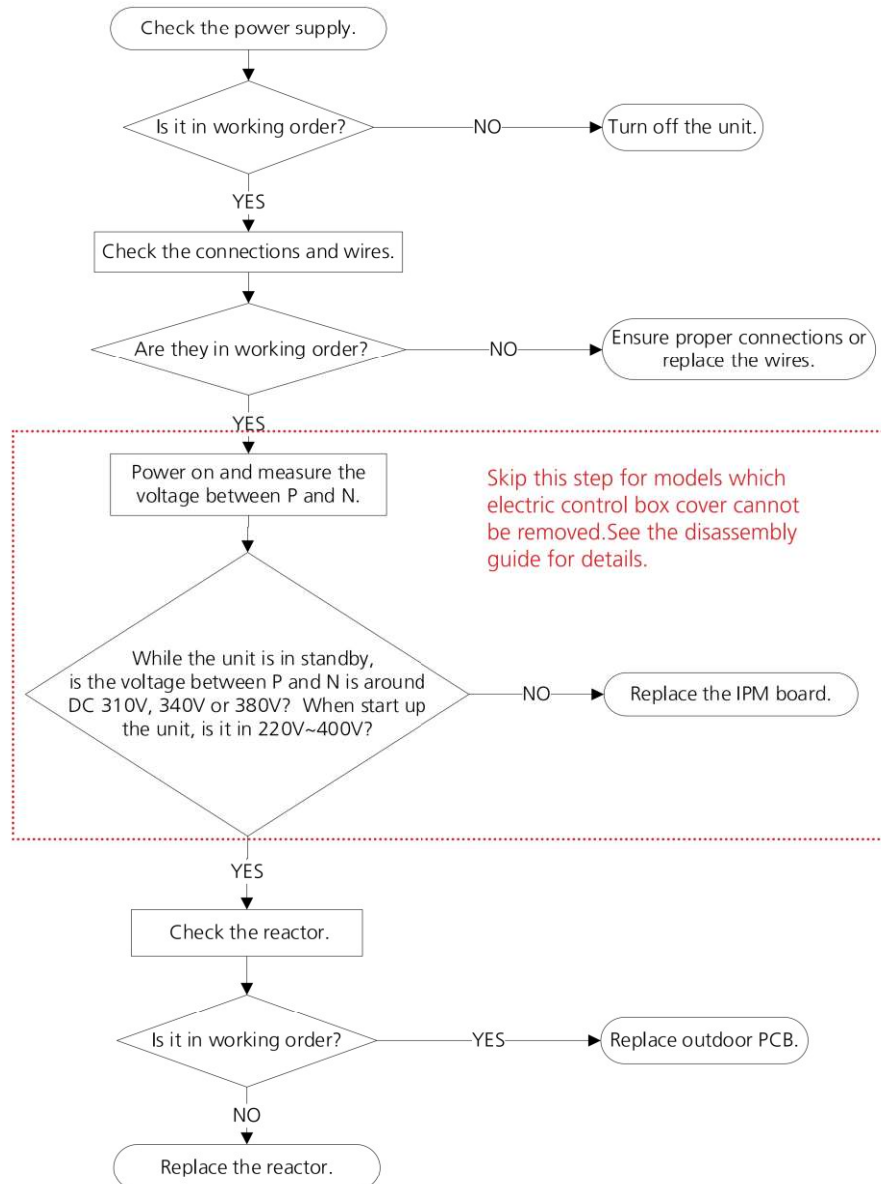 Check the power supply.
Is it in working order?
NO
Turn off the unit.
YES
Check the connections and wires.
Are they in working order?
NO
Ensure proper connections or
replace the wires.
YES
Power on and measure the
voltage between P and N.
Skip this step for models which
electric control box cover cannot
be removed.See the disassembly
guide for details.
While the unit is in standby,
is the voltage between P and N is around
DC 310V, 340V or 380V? When start up
the unit, is it in 220V~400V?
NO
Replace the IPM board.
YES
Check the reactor.
Is it in working order?
YES
Replace outdoor PCB.
NO
Replace the reactor.